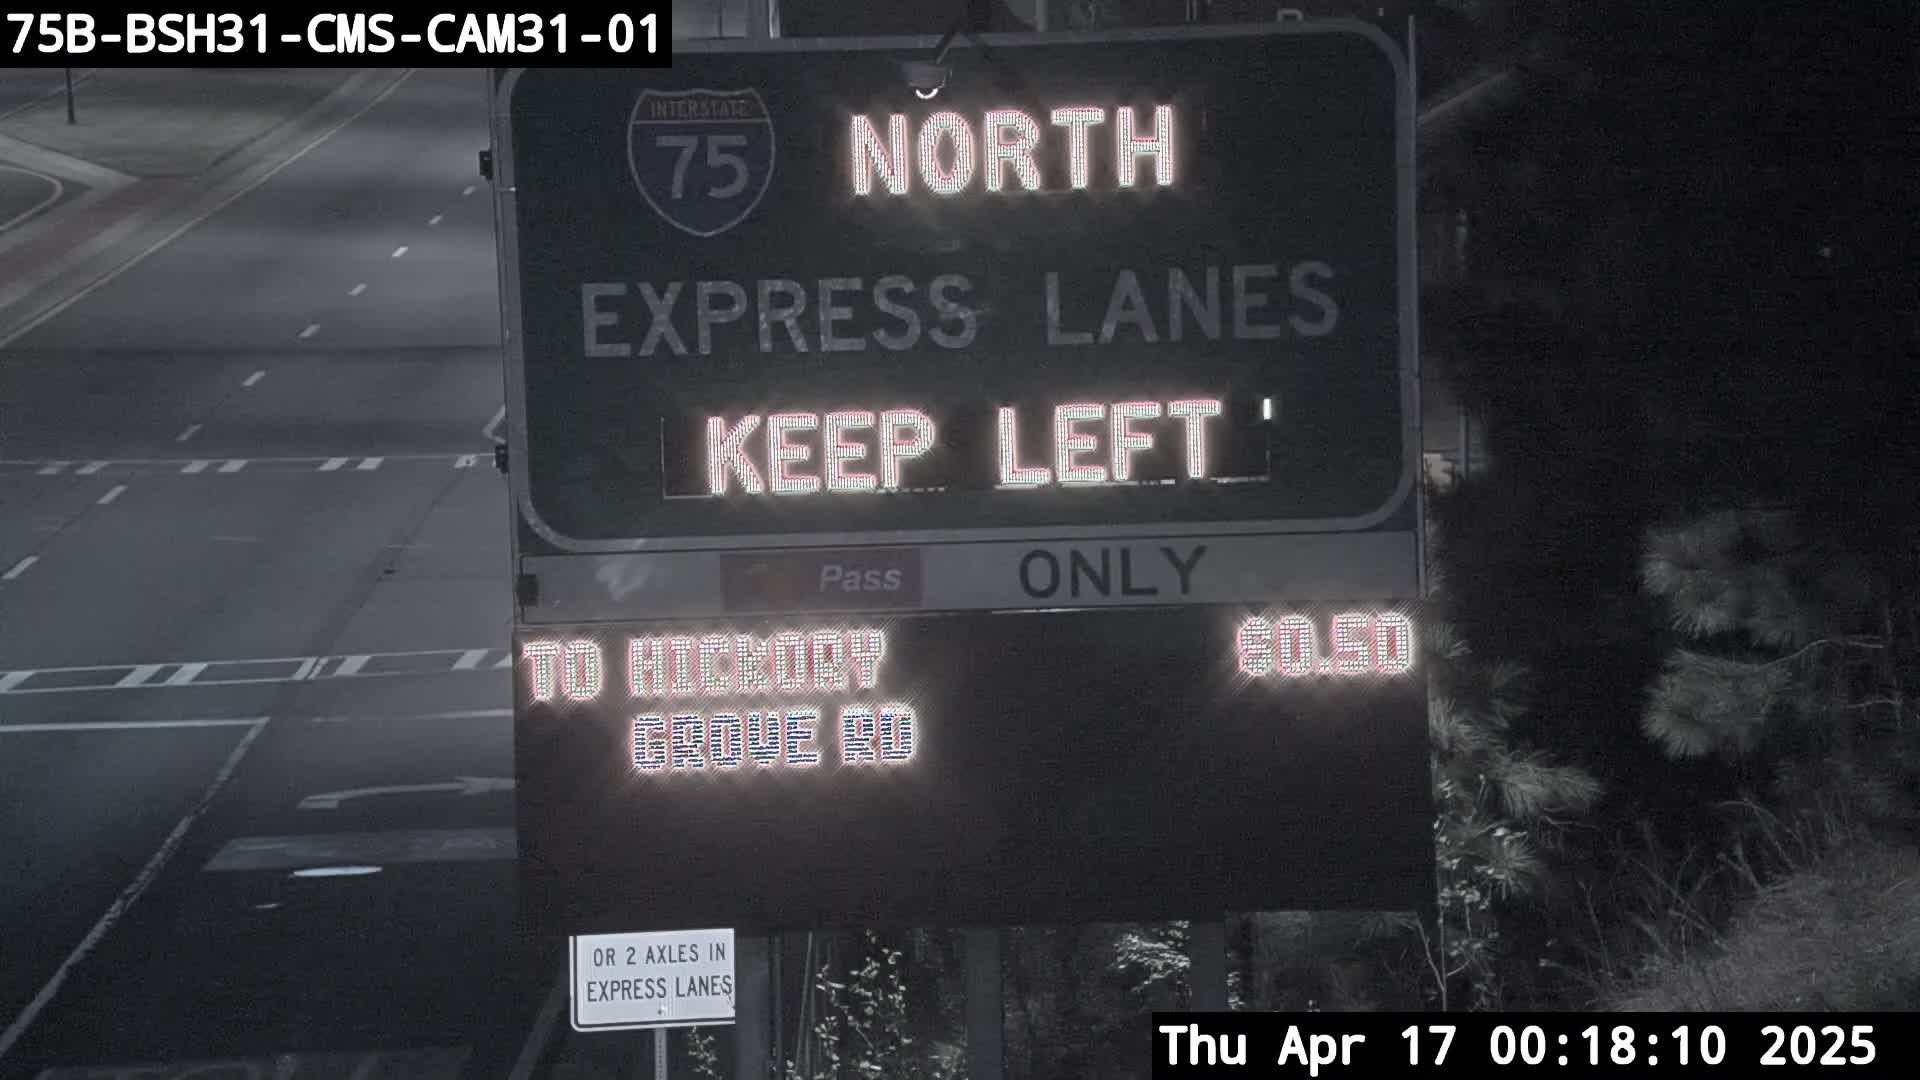 75B-BSH31-CMS-CAM31-01
INTERSTATE
75
NORTH
EXPRESS LANES
KEEP LEFT
Pass ONLY
TO HICKORY $0.50
GROVE RD
OR 2 AXLES IN
EXPRESS LANES
Thu Apr 17 00:18:10 2025